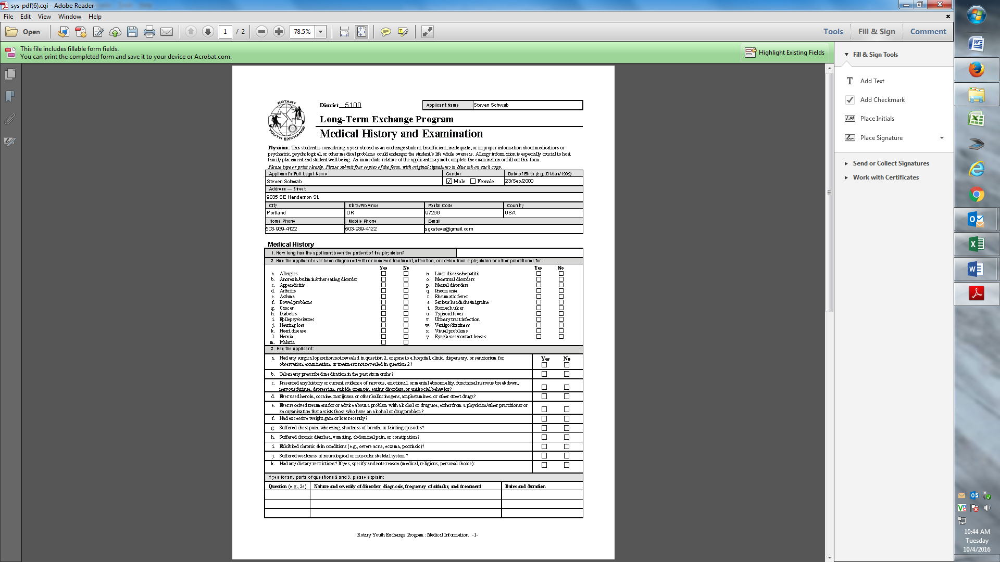 sys-pdf(6).cgi - Adobe Reader
File Edit View Window Help
Open 1 / 2 78.5% Tools Fill & Sign Comment
This file includes fillable form fields.
You can print the completed form and save it to your device or Acrobat.com.
Highlight Existing Fields
Fill & Sign Tools
Add Text
Add Checkmark
Place Initials
Place Signature
Send or Collect Signatures
Work with Certificates
ROTARY
YOUTH EXCHANGE
District 5100
Applicant Name Steven Schwab
Long-Term Exchange Program
Medical History and Examination
Physician: This student is considering a year abroad as an exchange student. Insufficient, inadequate, or improper information about medications or
psychiatric, psychological, or other medical problems could endanger the student's life while overseas. Allergy information is especially crucial to host
family placement and student well-being. An immediate relative of the applicant may not complete the examination or fill out this form.
Please type or print clearly. Please submit four copies of the form, with original signatures in blue ink on each copy.
Applicant's Full Legal Name Gender Date of Birth (e.g., 01/Jan/1999)
Steven Schwab Male Female 23/Sep/2000
Address — Street
9035 SE Henderson St.
City State/Province Postal Code Country
Portland OR 97266 USA
Home Phone Mobile Phone E-mail
503-939-4122 503-939-4122 sgosteve@gmail.com
Medical History
1. How long has the applicant been the patient of the physician?
2. Has the applicant ever been diagnosed with or received treatment, attention, or advice from a physician or other practitioner for:
Yes No Yes No
a. Allergies n. Liver disease/hepatitis
b. Anorexia/bulimia/other eating disorder o. Menstrual disorders
c. Appendicitis p. Mental disorders
d. Arthritis q. Pneumonia
e. Asthma r. Rheumatic fever
f. Bowel problems s. Serious headache/migraine
g. Cancer t. Stomach ulcer
h. Diabetes u. Typhoid fever
i. Epilepsy/seizures v. Urinary tract infection
j. Hearing loss w. Vertigo/dizziness
k. Heart disease x. Visual problems
l. Hernia y. Eyeglasses/contact lenses
m. Malaria
3. Has the applicant:
a. Had any surgical operation not revealed in question 2, or gone to a hospital, clinic, dispensary, or sanatorium for Yes No
observation, examination, or treatment not revealed in question 2?
b. Taken any prescribed medication in the past six months?
c. Presented any history or current evidence of nervous, emotional, or mental abnormality, functional nervous breakdown,
nervous fatigue, depression, suicide attempts, eating disorders, or antisocial behavior?
d. Ever used heroin, cocaine, marijuana or other hallucinogens, amphetamines, or other street drugs?
e. Ever received treatment for or advice about a problem with alcohol or drug use, either from a physician/other practitioner or
an organization that assists those who have an alcohol or drug problem?
f. Had excessive weight gain or loss recently?
g. Suffered chest pain, wheezing, shortness of breath, or fainting episodes?
h. Suffered chronic diarrhea, vomiting, abdominal pain, or constipation?
i. Exhibited chronic skin conditions (e.g., severe acne, eczema, psoriasis)?
j. Suffered weakness of neurological or muscular skeletal system?
k. Had any dietary restrictions? If yes, specify and note reason (medical, religious, personal choice):
If yes for any parts of questions 2 and 3, please explain:
Question (e.g., 2e) Nature and severity of disorder, diagnosis, frequency of attacks, and treatment Dates and duration
Rotary Youth Exchange Program: Medical Information -1-
10:44 AM
Tuesday
10/4/2016